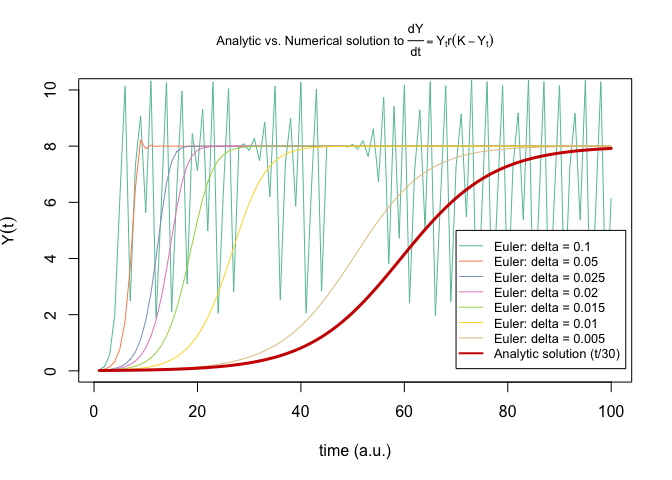 Analytic vs. Numerical solution to dY/dt = Yₜr(K − Yₜ)
Y(t)
10
8
6
4
2
0
Euler: delta = 0.1
Euler: delta = 0.05
Euler: delta = 0.025
Euler: delta = 0.02
Euler: delta = 0.015
Euler: delta = 0.01
Euler: delta = 0.005
Analytic solution (t/30)
0 20 40 60 80 100
time (a.u.)